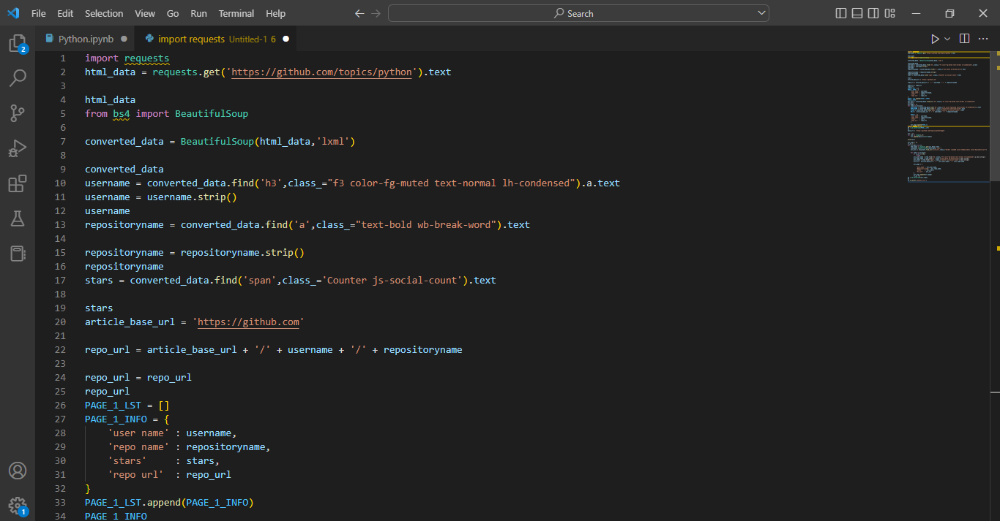 File Edit Selection View Go Run Terminal Help Search
Python.ipynb import requests Untitled-1 6
2
1 import requests
2 html_data = requests.get('https://github.com/topics/python').text
3
4 html_data
5 from bs4 import BeautifulSoup
6
7 converted_data = BeautifulSoup(html_data,'lxml')
8
9 converted_data
10 username = converted_data.find('h3',class_="f3 color-fg-muted text-normal lh-condensed").a.text
11 username = username.strip()
12 username
13 repositoryname = converted_data.find('a',class_="text-bold wb-break-word").text
14
15 repositoryname = repositoryname.strip()
16 repositoryname
17 stars = converted_data.find('span',class_='Counter js-social-count').text
18
19 stars
20 article_base_url = 'https://github.com'
21
22 repo_url = article_base_url + '/' + username + '/' + repositoryname
23
24 repo_url = repo_url
25 repo_url
26 PAGE_1_LST = []
27 PAGE_1_INFO = {
28 'user name' : username,
29 'repo name' : repositoryname,
30 'stars' : stars,
31 'repo url' : repo_url
32 }
33 PAGE_1_LST.append(PAGE_1_INFO)
34 PAGE_1_INFO
1